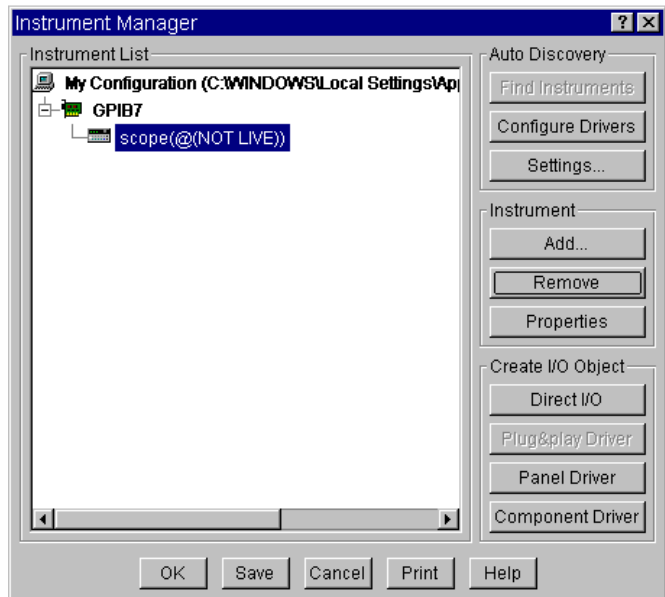 Instrument Manager
Instrument List
My Configuration (C:\WINDOWS\Local Settings\Ap
GPIB7
scope(@(NOT LIVE))
Auto Discovery
Find Instruments
Configure Drivers
Settings...
Instrument
Add...
Remove
Properties
Create I/O Object
Direct I/O
Plug&play Driver
Panel Driver
Component Driver
OK
Save
Cancel
Print
Help